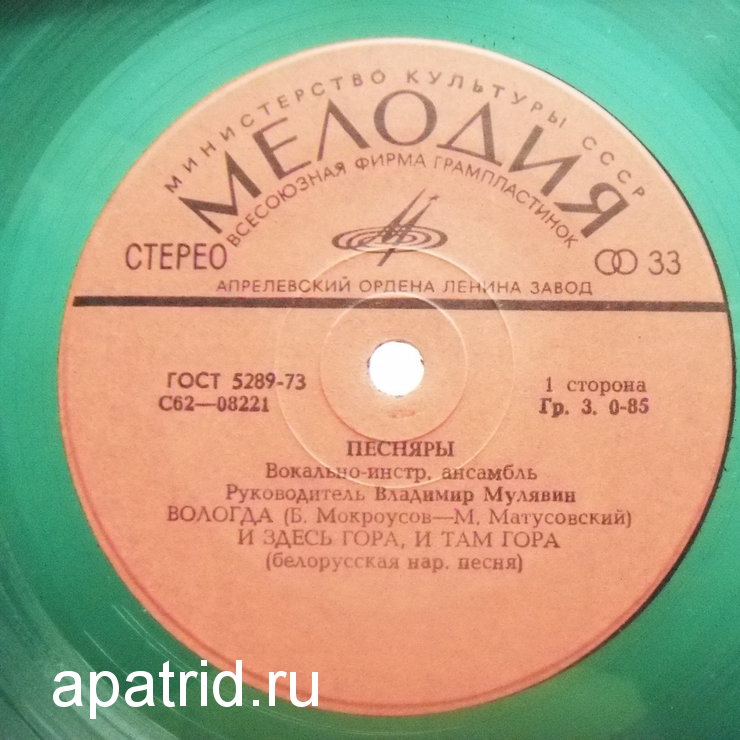 МИНИСТЕРСТВО КУЛЬТУРЫ СССР
МЕЛОДИЯ
ВСЕСОЮЗНАЯ ФИРМА ГРАМПЛАСТИНОК
СТЕРЕО
33
АПРЕЛЕВСКИЙ ОРДЕНА ЛЕНИНА ЗАВОД
ГОСТ 5289-73
1 сторона
С62—08221
Гр. 3. 0-85
ПЕСНЯРЫ
Вокально-инстр. ансамбль
Руководитель Владимир Мулявин
ВОЛОГДА (Б. Мокроусов—М. Матусовский)
И ЗДЕСЬ ГОРА, И ТАМ ГОРА
(белорусская нар. песня)
apatrid.ru